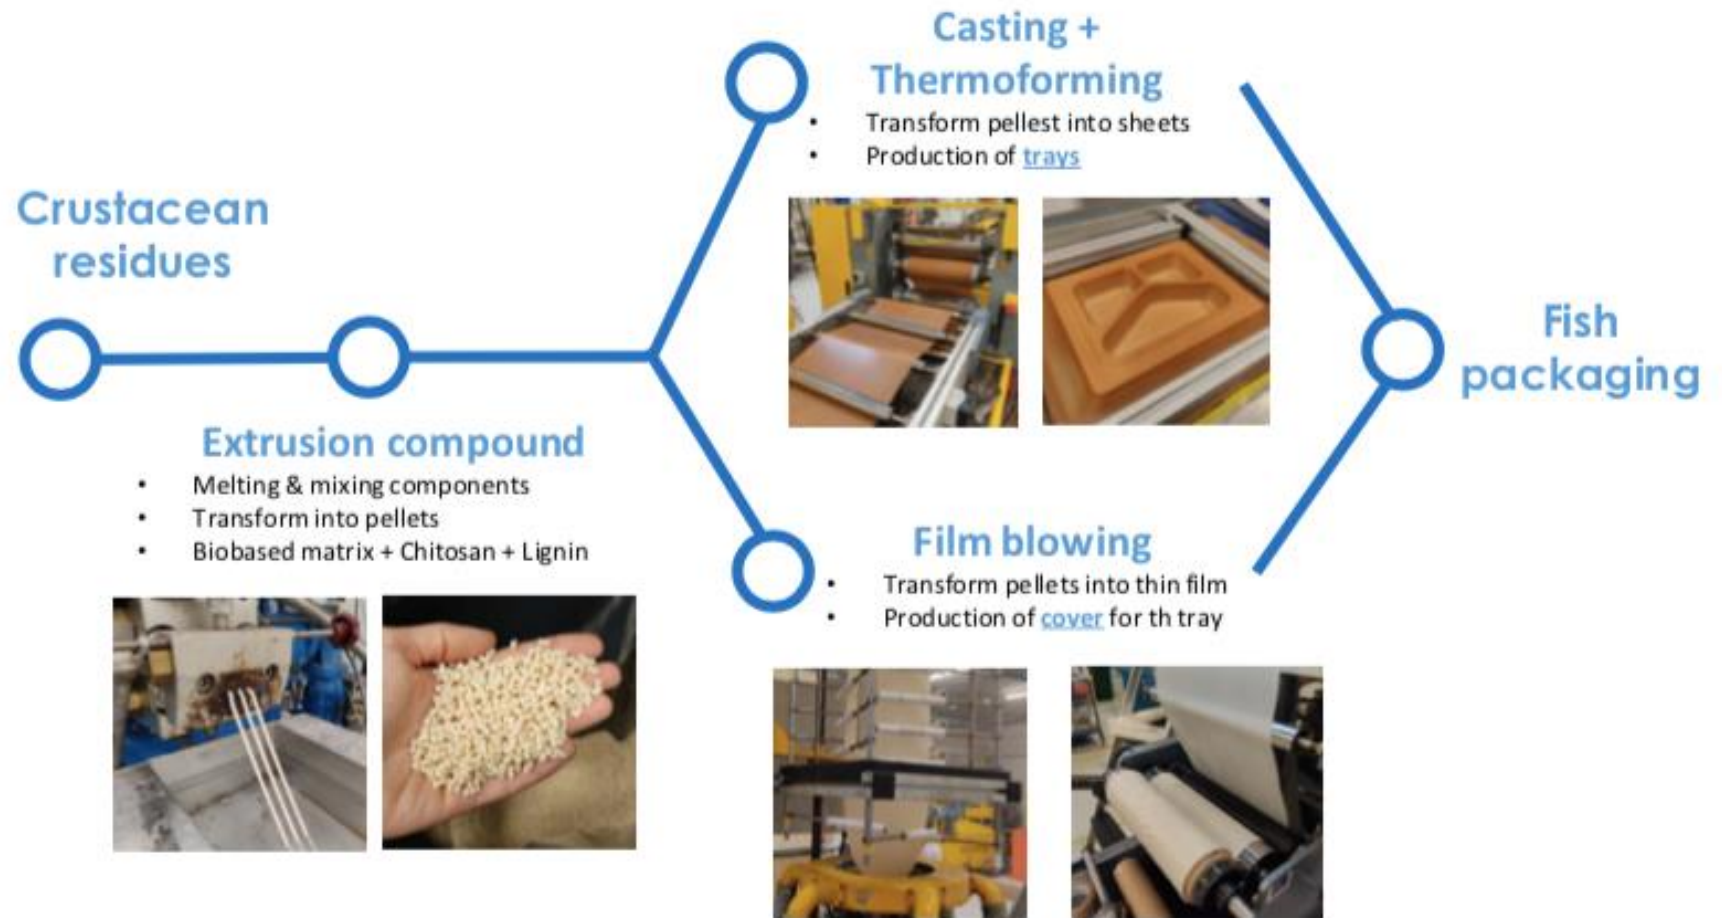 Crustacean
residues
Extrusion compound
• Melting & mixing components
• Transform into pellets
• Biobased matrix + Chitosan + Lignin
Casting +
Thermoforming
• Transform pellest into sheets
• Production of trays
Film blowing
• Transform pellets into thin film
• Production of cover for th tray
Fish
packaging